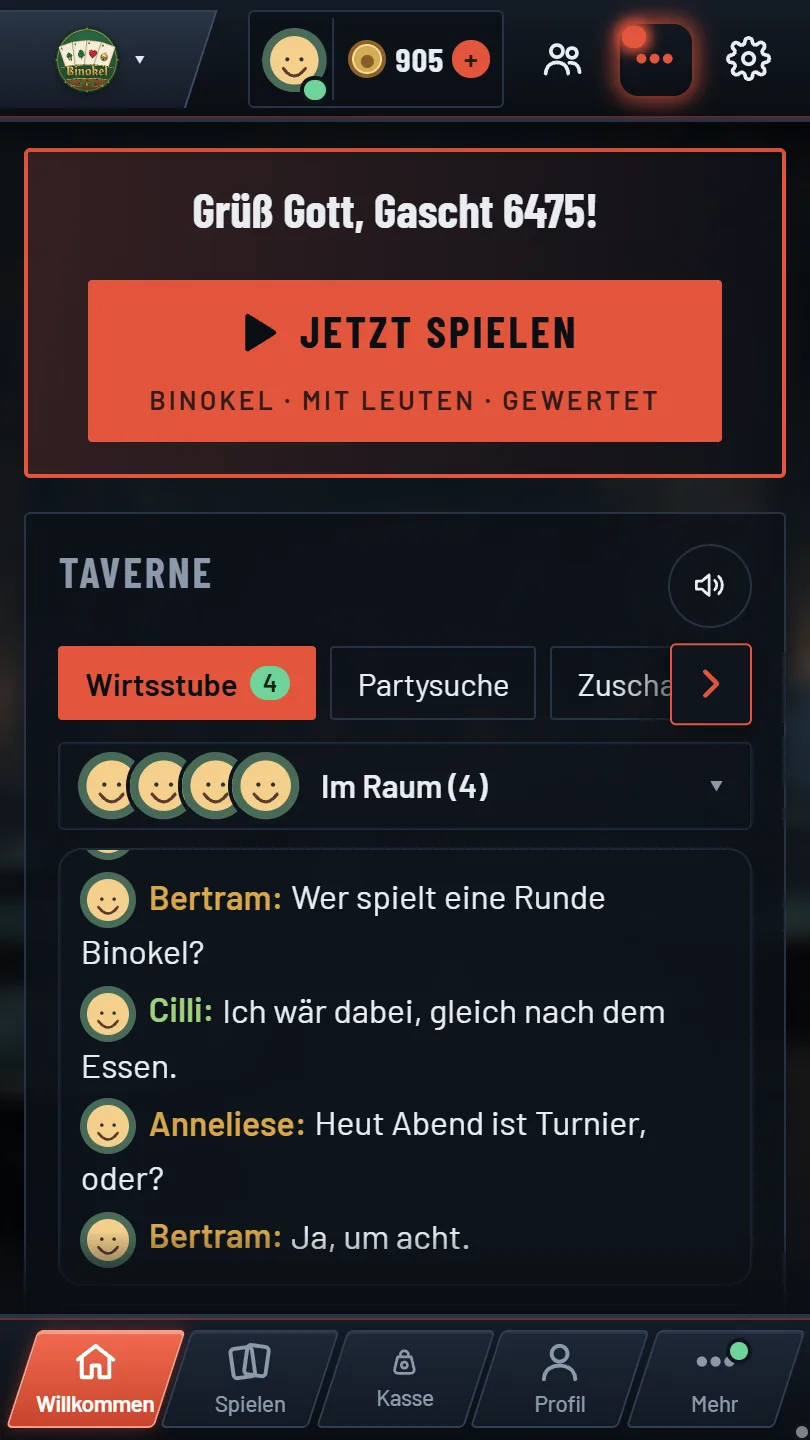 Binokel
905
Grüß Gott, Gascht 6475!
JETZT SPIELEN
BINOKEL · MIT LEUTEN · GEWERTET
TAVERNE
Wirtsstube 4
Partysuche
Zuscha
Im Raum (4)
Bertram: Wer spielt eine Runde
Binokel?
Cilli: Ich wär dabei, gleich nach dem
Essen.
Anneliese: Heut Abend ist Turnier,
oder?
Bertram: Ja, um acht.
Willkommen
Spielen
Kasse
Profil
Mehr